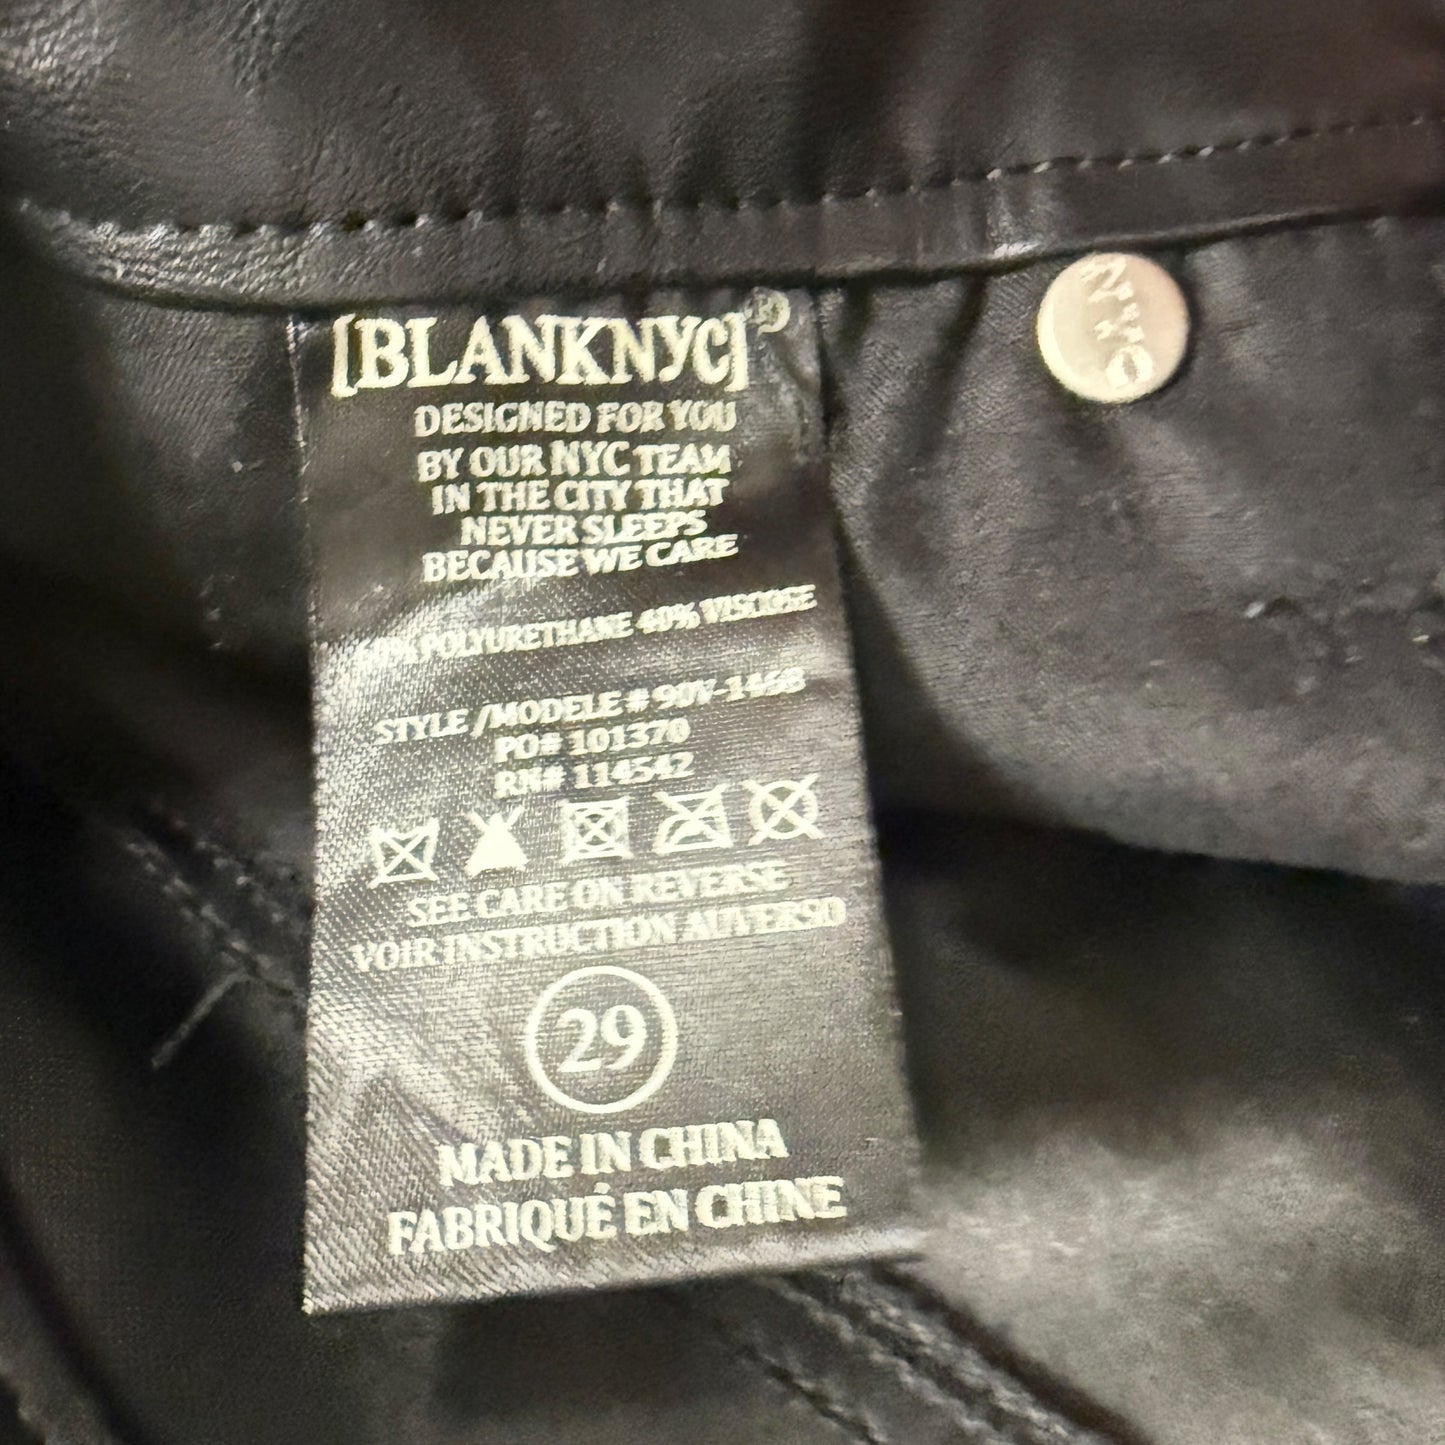 [BLANKNYC]®
DESIGNED FOR YOU
BY OUR NYC TEAM
IN THE CITY THAT
NEVER SLEEPS
BECAUSE WE CARE
POLYURETHANE 40% VISCOSE
STYLE/MODELE #
PO# 101370
RN# 114542
SEE CARE ON REVERSE
VOIR INSTRUCTION AU VERSO
29
MADE IN CHINA
FABRIQUÉ EN CHINE
NYC